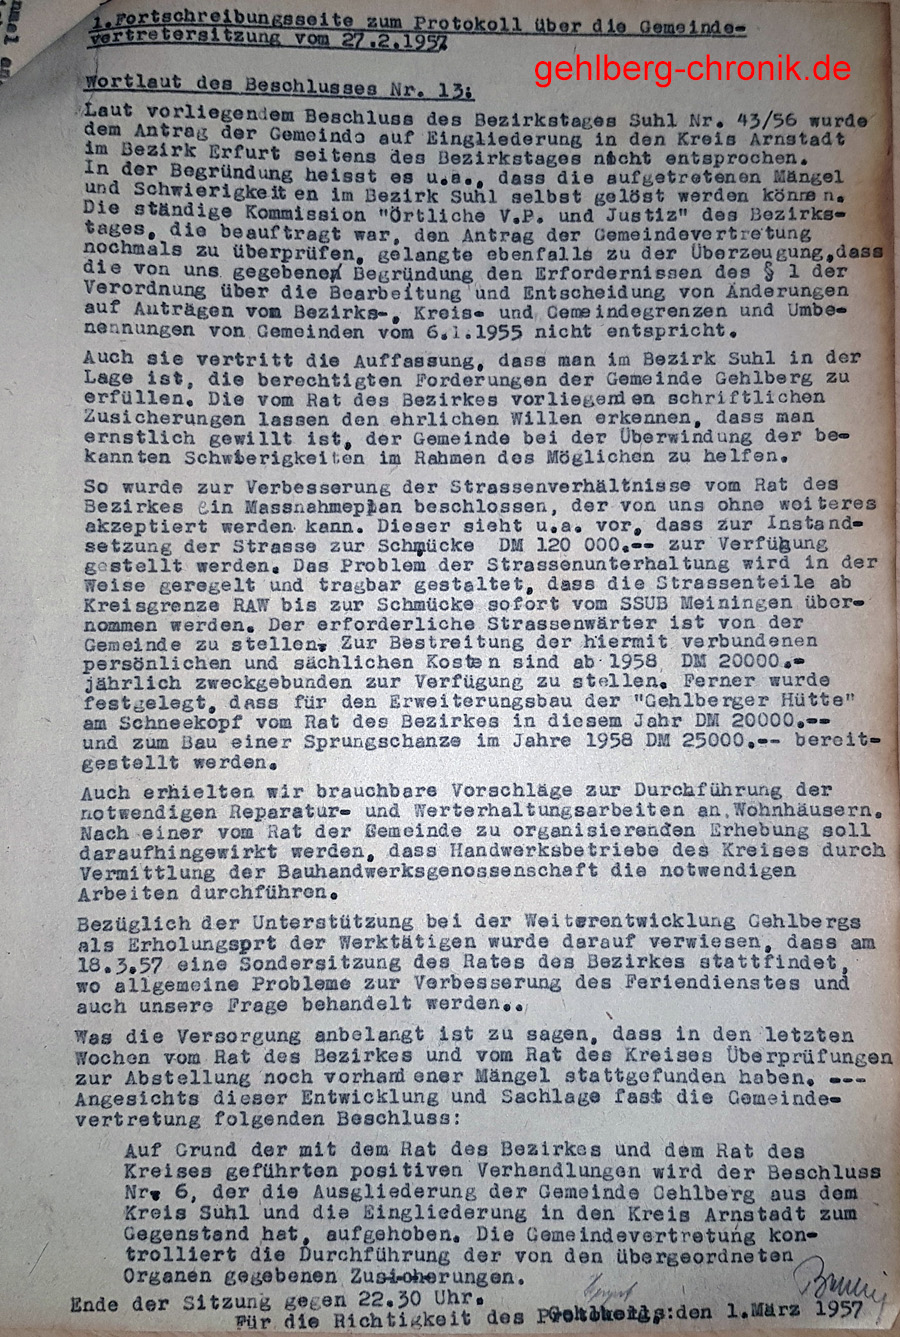 1.Fortschreibungsseite zum Protokoll über die Gemeinde-
vertretersitzung vom 27.2.1957
gehlberg-chronik.de
Wortlaut des Beschlusses Nr. 13:
Laut vorliegendem Beschluss des Bezirkstages Suhl Nr. 43/56 wurde
dem Antrag der Gemeinde auf Eingliederung in den Kreis Arnstadt
im Bezirk Erfurt seitens des Bezirkstages nicht entsprochen.
In der Begründung heisst es u.a., dass die aufgetretenen Mängel
und Schwierigkeiten im Bezirk Suhl selbst gelöst werden können.
Die ständige Kommission "Örtliche V.P. und Justiz" des Bezirks-
tages, die beauftragt war, den Antrag der Gemeindevertretung
nochmals zu überprüfen, gelangte ebenfalls zu der Überzeugung,dass
die von uns gegebene Begründung den Erfordernissen des § 1 der
Verordnung über die Bearbeitung und Entscheidung von Änderungen
auf Anträgen vom Bezirks-, Kreis- und Gemeindegrenzen und Umbe-
nennungen von Gemeinden vom 6.1.1955 nicht entspricht.
Auch sie vertritt die Auffassung, dass man im Bezirk Suhl in der
Lage ist, die berechtigten Forderungen der Gemeinde Gehlberg zu
erfüllen. Die vom Rat des Bezirkes vorliegenden schriftlichen
Zusicherungen lassen den ehrlichen Willen erkennen, dass man
ernstlich gewillt ist, der Gemeinde bei der Überwindung der be-
kannten Schwierigkeiten im Rahmen des Möglichen zu helfen.
So wurde zur Verbesserung der Strassenverhältnisse vom Rat des
Bezirkes ein Massnahmeplan beschlossen, der von uns ohne weiteres
akzeptiert werden kann. Dieser sieht u.a. vor, dass zur Instand-
setzung der Strasse zur Schmücke DM 120 000.-- zur Verfügung
gestellt werden. Das Problem der Strassenunterhaltung wird in der
Weise geregelt und tragbar gestaltet, dass die Strassenteile ab
Kreisgrenze RAW bis zur Schmücke sofort vom SSUB Meiningen über-
nommen werden. Der erforderliche Strassenwärter ist von der
Gemeinde zu stellen. Zur Bestreitung der hiermit verbundenen
persönlichen und sächlichen Kosten sind ab 1958 DM 20000.-
jährlich zweckgebunden zur Verfügung zu stellen. Ferner wurde
festgelegt, dass für den Erweiterungsbau der "Gehlberger Hütte"
am Schneekopf vom Rat des Bezirkes in diesem Jahr DM 20000.--
und zum Bau einer Sprungschanze im Jahre 1958 DM 25000.-- bereit-
gestellt werden.
Auch erhielten wir brauchbare Vorschläge zur Durchführung der
notwendigen Reparatur- und Werterhaltungsarbeiten an Wohnhäusern.
Nach einer vom Rat der Gemeinde zu organisierenden Erhebung soll
daraufhingewirkt werden, dass Handwerksbetriebe des Kreises durch
Vermittlung der Bauhandwerksgenossenschaft die notwendigen
Arbeiten durchführen.
Bezüglich der Unterstützung bei der Weiterentwicklung Gehlbergs
als Erholungsprt der Werktätigen wurde darauf verwiesen, dass am
18.3.57 eine Sondersitzung des Rates des Bezirkes stattfindet,
wo allgemeine Probleme zur Verbesserung des Feriendienstes und
auch unsere Frage behandelt werden..
Was die Versorgung anbelangt ist zu sagen, dass in den letzten
Wochen vom Rat des Bezirkes und vom Rat des Kreises Überprüfungen
zur Abstellung noch vorhandener Mängel stattgefunden haben. ---
Angesichts dieser Entwicklung und Sachlage fast die Gemeinde-
vertretung folgenden Beschluss:
Auf Grund der mit dem Rat des Bezirkes und dem Rat des
Kreises geführten positiven Verhandlungen wird der Beschluss
Nr. 6, der die Ausgliederung der Gemeinde Gehlberg aus dem
Kreis Suhl und die Eingliederung in den Kreis Arnstadt zum
Gegenstand hat, aufgehoben. Die Gemeindevertretung kon-
trolliert die Durchführung der von den übergeordneten
Organen gegebenen Zusicherungen.
Ende der Sitzung gegen 22.30 Uhr.
Für die Richtigkeit des Protokolls:
Gehlberg, den 1.März 1957